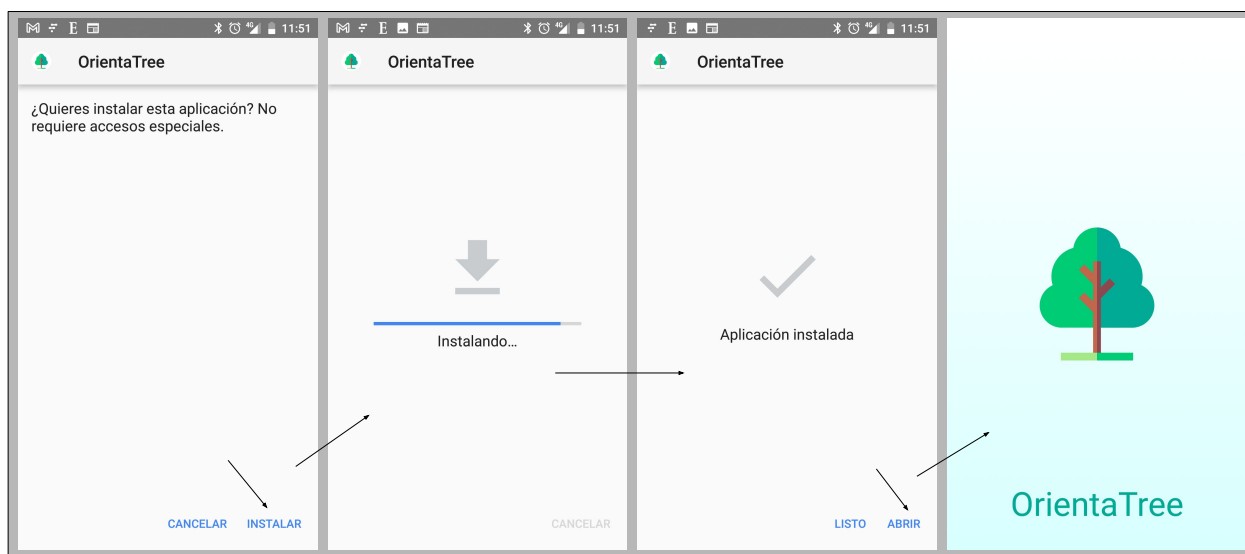 11:51
OrientaTree
¿Quieres instalar esta aplicación? No
requiere accesos especiales.
CANCELAR INSTALAR
11:51
OrientaTree
Instalando...
CANCELAR
11:51
OrientaTree
Aplicación instalada
LISTO ABRIR
OrientaTree